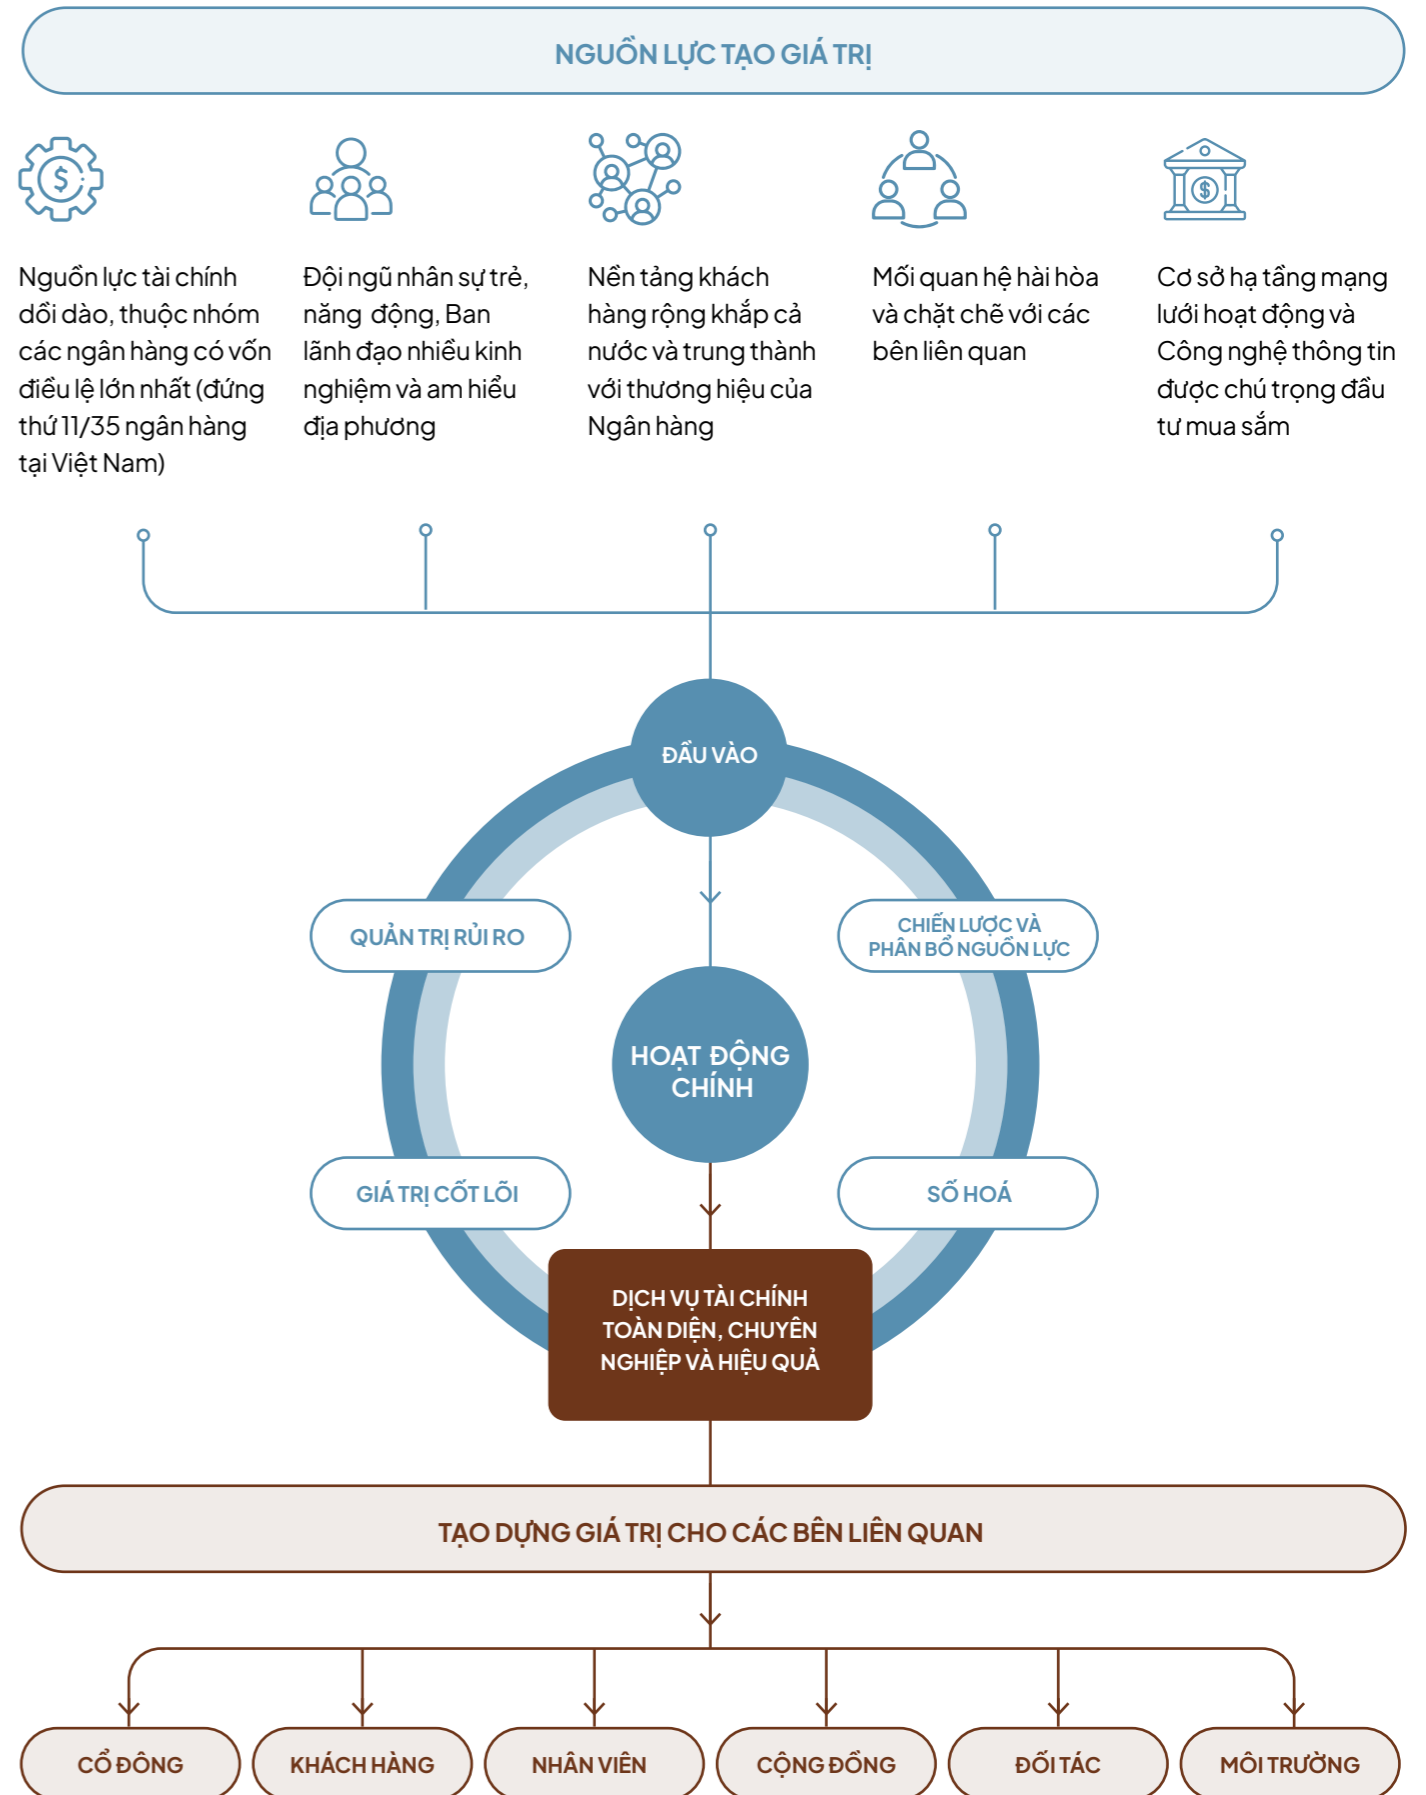 NGUỒN LỰC TẠO GIÁ TRỊ
Nguồn lực tài chính
dồi dào, thuộc nhóm
các ngân hàng có vốn
điều lệ lớn nhất (đứng
thứ 11/35 ngân hàng
tại Việt Nam)
Đội ngũ nhân sự trẻ,
năng động, Ban
lãnh đạo nhiều kinh
nghiệm và am hiểu
địa phương
Nền tảng khách
hàng rộng khắp cả
nước và trung thành
với thương hiệu của
Ngân hàng
Mối quan hệ hài hòa
và chặt chẽ với các
bên liên quan
Cơ sở hạ tầng mạng
lưới hoạt động và
Công nghệ thông tin
được chú trọng đầu
tư mua sắm
ĐẦU VÀO
QUẢN TRỊ RỦI RO
CHIẾN LƯỢC VÀ
PHÂN BỔ NGUỒN LỰC
HOẠT ĐỘNG
CHÍNH
GIÁ TRỊ CỐT LÕI
SỐ HOÁ
DỊCH VỤ TÀI CHÍNH
TOÀN DIỆN, CHUYÊN
NGHIỆP VÀ HIỆU QUẢ
TẠO DỰNG GIÁ TRỊ CHO CÁC BÊN LIÊN QUAN
CỔ ĐÔNG
KHÁCH HÀNG
NHÂN VIÊN
CỘNG ĐỒNG
ĐỐI TÁC
MÔI TRƯỜNG